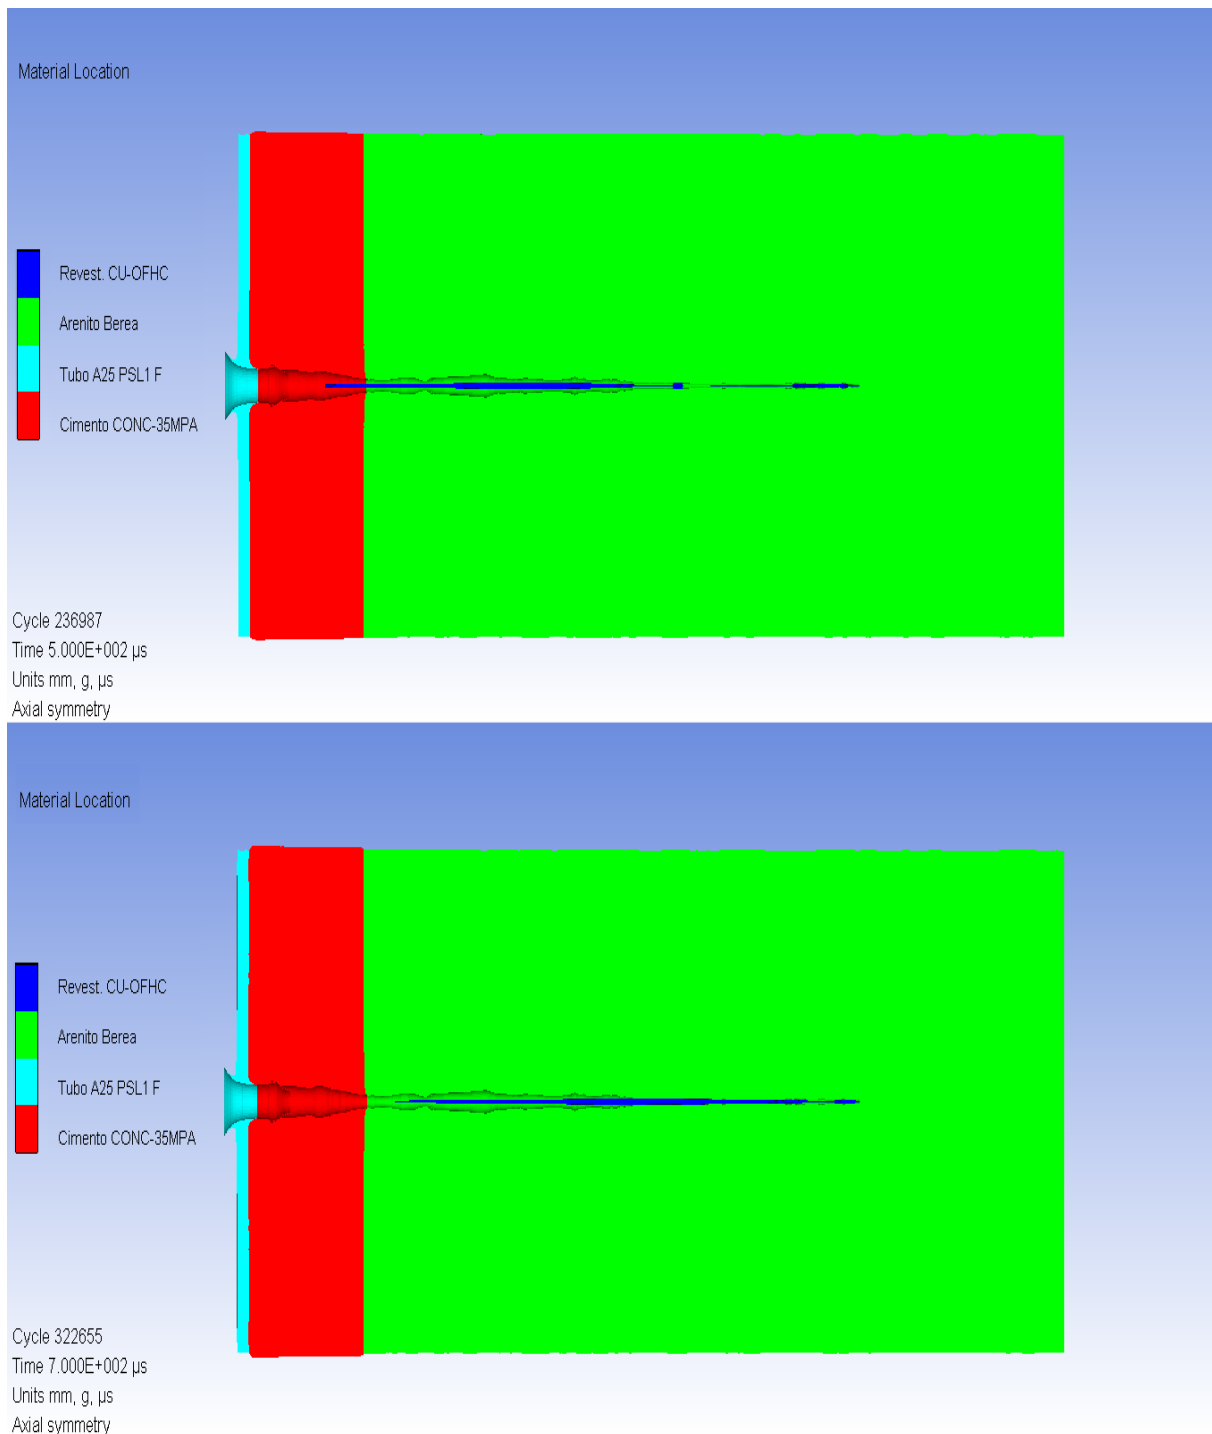 Material Location
Revest. CU-OFHC
Arenito Berea
Tubo A25 PSL1 F
Cimento CONC-35MPA
Cycle 236987
Time 5.000E+002 µs
Units mm, g, µs
Axial symmetry
Material Location
Revest. CU-OFHC
Arenito Berea
Tubo A25 PSL1 F
Cimento CONC-35MPA
Cycle 322655
Time 7.000E+002 µs
Units mm, g, µs
Axial symmetry